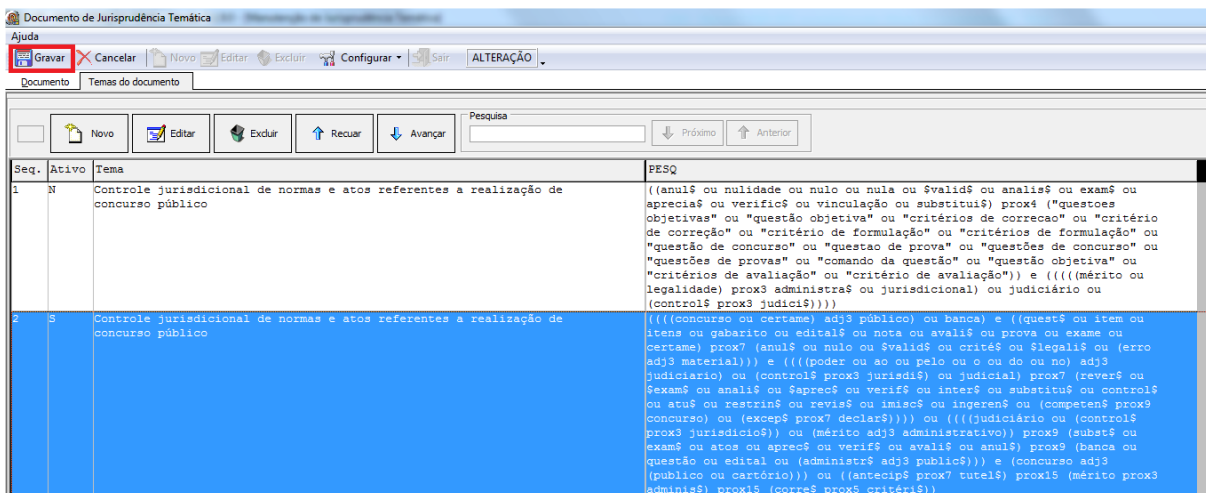 Documento de Jurisprudência Temática
Ajuda
Gravar Cancelar Novo Editar Excluir Configurar Sair ALTERAÇÃO
Documento Temas do documento
Novo Editar Excluir Recuar Avançar Pesquisa Próximo Anterior
Seq. Ativo Tema PESQ
1 N Controle jurisdicional de normas e atos referentes a realização de
concurso público
((anul$ ou nulidade ou nulo ou nula ou $valid$ ou analis$ ou exam$ ou
aprecia$ ou verific$ ou vinculação ou substitui$) prox4 ("questoes
objetivas" ou "questão objetiva" ou "critérios de correcao" ou "critério
de correção" ou "critério de formulação" ou "critérios de formulação" ou
"questão de concurso" ou "questao de prova" ou "questões de concurso" ou
"questões de provas" ou "comando da questão" ou "questão objetiva" ou
"critérios de avaliação" ou "critério de avaliação")) e (((((mérito ou
legalidade) prox3 administra$ ou jurisdicional) ou judiciário ou
(control$ prox3 judici$))))
2 S Controle jurisdicional de normas e atos referentes a realização de
concurso público
((((concurso ou certame) adj3 público) ou banca) e ((quest$ ou item ou
itens ou gabarito ou edital$ ou nota ou avali$ ou prova ou exame ou
certame) prox7 (anul$ ou nulo ou $valid$ ou crité$ ou $legali$ ou (erro
adj3 material))) e ((((poder ou ao ou pelo ou o ou do ou no) adj3
judiciario) ou (control$ prox3 jurisdi$) ou judicial) prox7 (rever$ ou
$exam$ ou anali$ ou $aprec$ ou verif$ ou inter$ ou substitu$ ou control$
ou atu$ ou restrin$ ou revis$ ou imisc$ ou ingeren$ ou (competen$ prox9
concurso) ou (excep$ prox7 declar$)))) ou ((((judiciário ou (control$
prox3 jurisdicio$)) ou (mérito adj3 administrativo)) prox9 (subst$ ou
exam$ ou atos ou aprec$ ou verif$ ou avali$ ou anul$) prox9 (banca ou
questão ou edital ou (administr$ adj3 public$))) e (concurso adj3
(publico ou cartório))) ou ((antecip$ prox7 tutel$) prox15 (mérito prox3
adminis$) prox15 (corre$ prox5 critéri$))